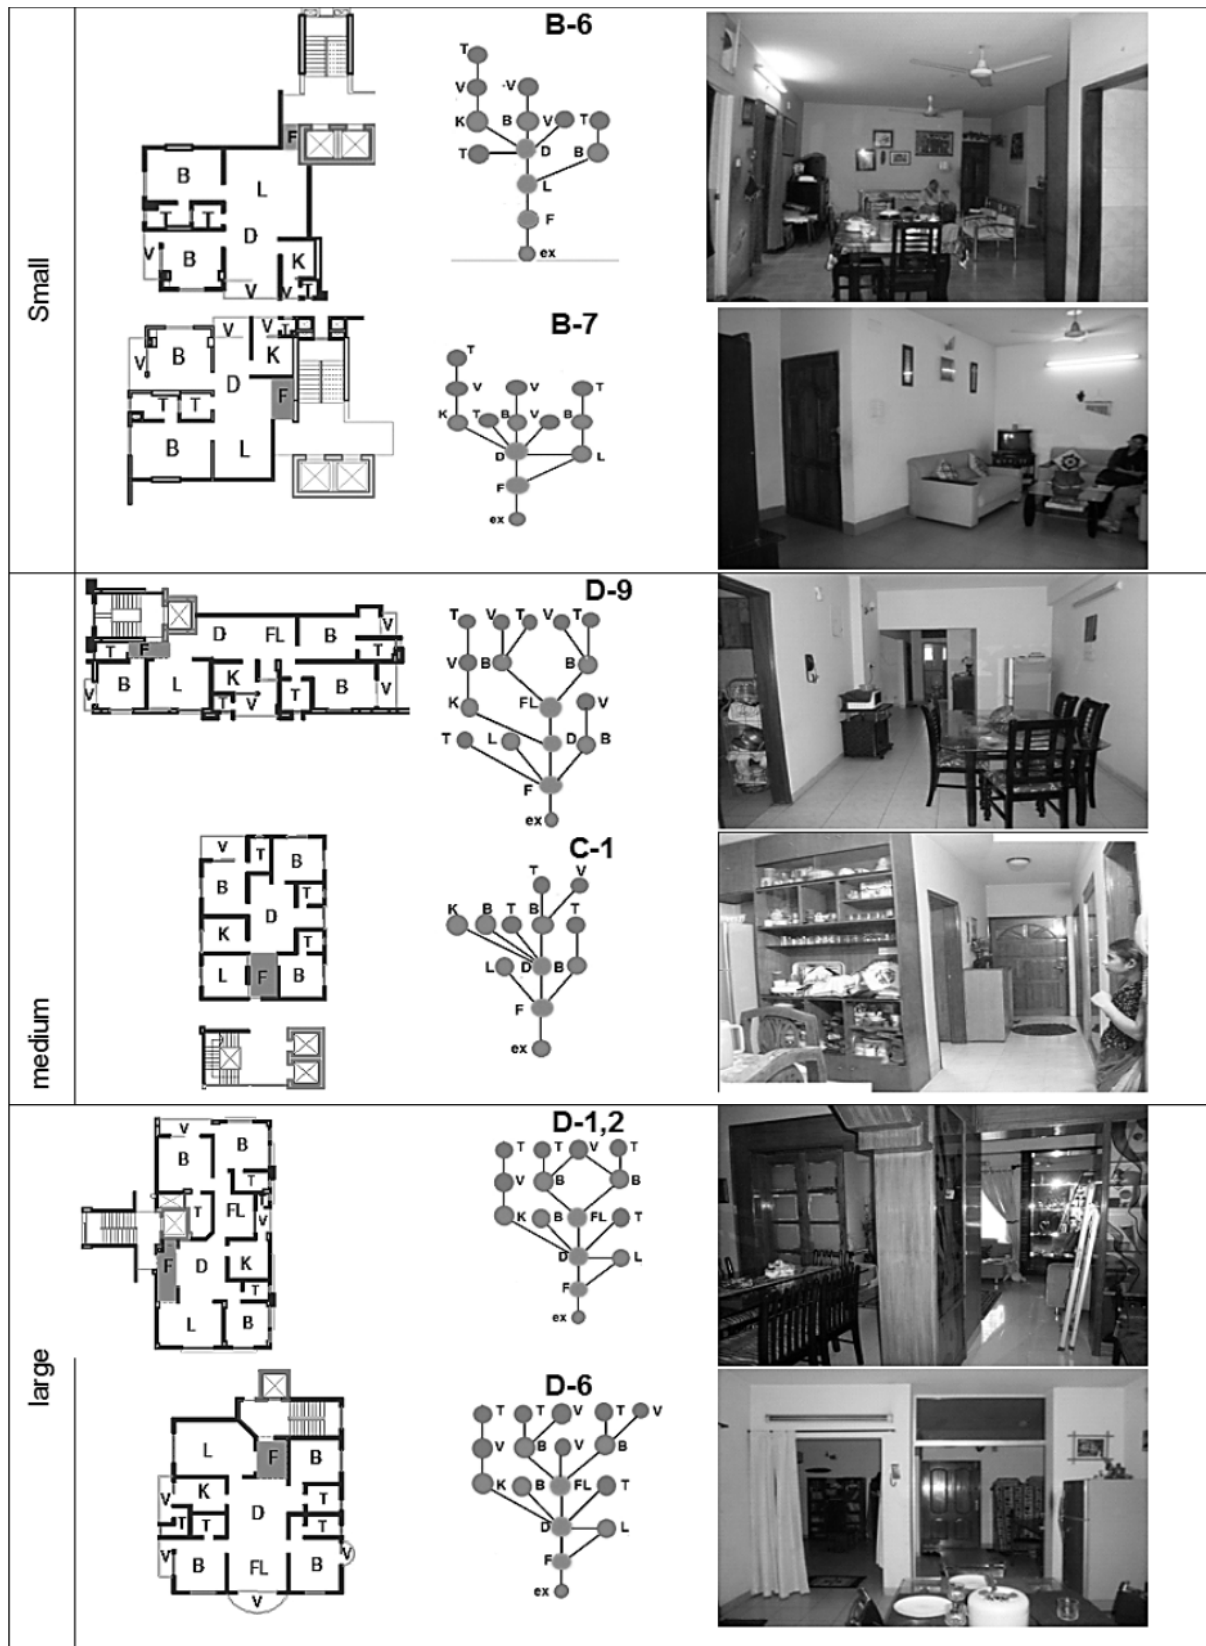 Small
F
B
L
T T
D
V
B
K
V V T
B-6
T
V V
K B V T
T D B
L
F
ex
V V T
V B K
D
F
T T
B L
B-7
T
V V T
K T B V B
D L
F
ex
medium
D FL B V
T F T
V B L K T B V
T V
D-9
T V T V T
V B B
K FL V
T L D B
F
ex
V T B
B T
D
K T
L F B
C-1
T V
K B T B T
L D B
F
ex
large
V B
B
T
T FL V
F D K
T
L B
D-1,2
T T V T
V B B
K B FL T
D L
F
ex
L F B
K
V D T
T T T
B FL B V
V
D-6
T T V T V
V B V B
K B FL T
D L
F
ex